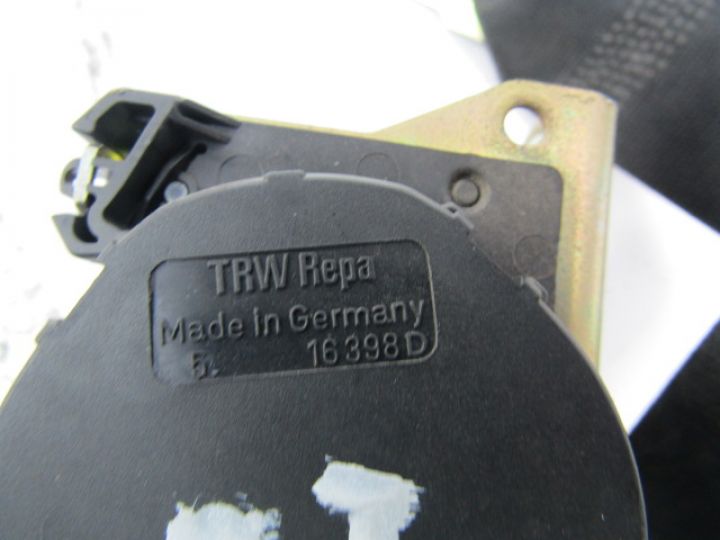 TRW Repa
Made in Germany
5. 16 398 D